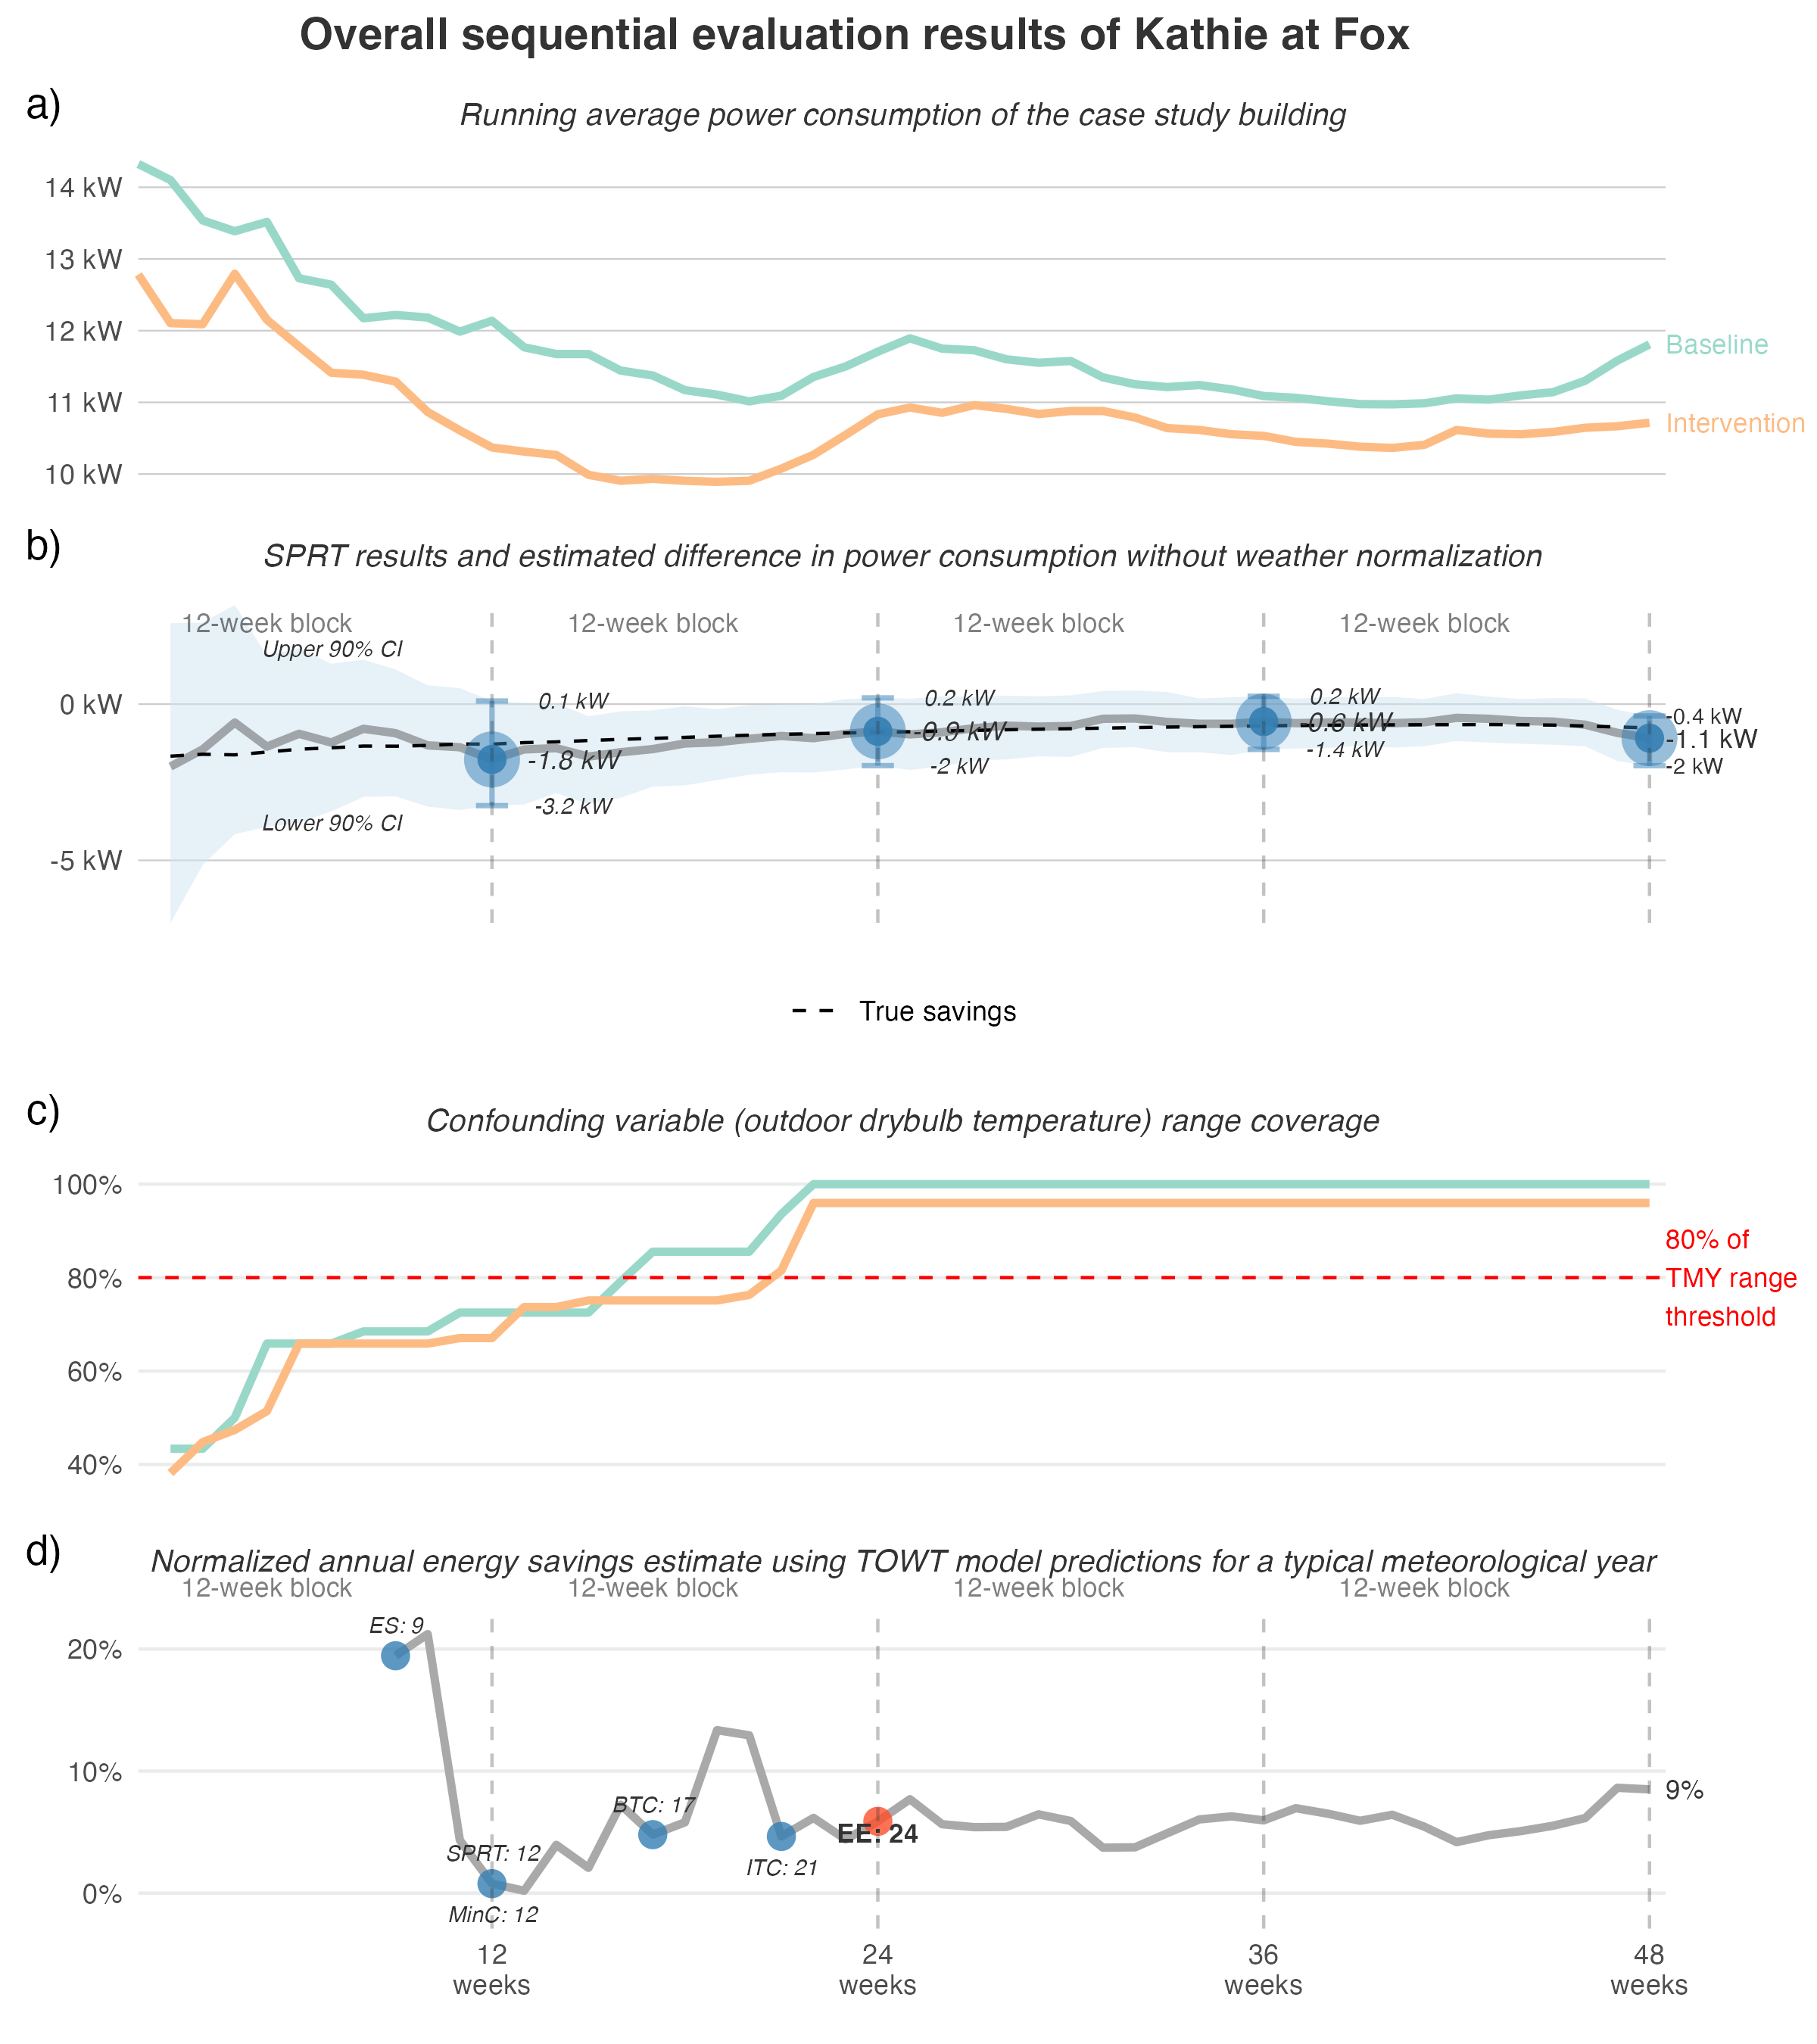 Overall sequential evaluation results of Kathie at Fox
a)
Running average power consumption of the case study building
14 kW
13 kW
12 kW
11 kW
10 kW
Baseline
Intervention
b)
SPRT results and estimated difference in power consumption without weather normalization
12-week block
12-week block
12-week block
12-week block
Upper 90% CI
Lower 90% CI
0 kW
-5 kW
0.1 kW
-1.8 kW
-3.2 kW
0.2 kW
-0.9 kW
-2 kW
0.2 kW
-0.6 kW
-1.4 kW
-0.4 kW
-1.1 kW
-2 kW
True savings
c)
Confounding variable (outdoor drybulb temperature) range coverage
100%
80%
60%
40%
80% of
TMY range
threshold
d)
Normalized annual energy savings estimate using TOWT model predictions for a typical meteorological year
12-week block
12-week block
12-week block
12-week block
20%
10%
0%
ES: 9
SPRT: 12
MinC: 12
BTC: 17
ITC: 21
EE: 24
9%
12
weeks
24
weeks
36
weeks
48
weeks